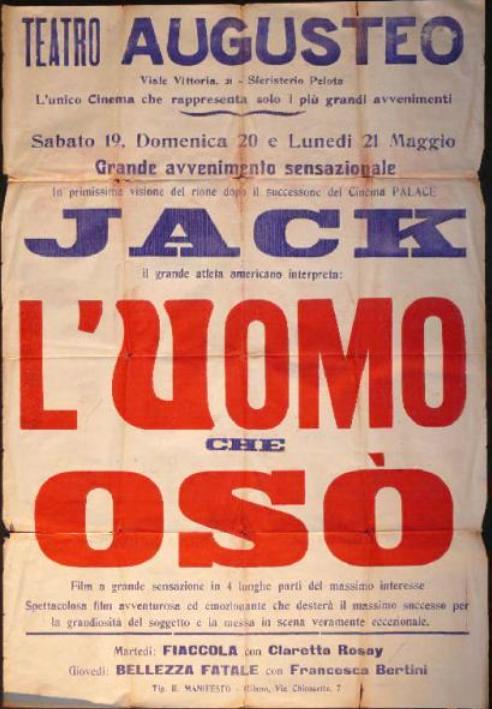 TEATRO AUGUSTEO
Viale Vittoria, 21 - Sferisterio Pelota
L'unico Cinema che rappresenta solo i più grandi avvenimenti
Sabato 19, Domenica 20 e Lunedì 21 Maggio
Grande avvenimento sensazionale
In primissima visione del rione dopo il successone del Cinema PALACE
JACK
il grande atleta americano interpreta:
L'UOMO
CHE
OSÒ
Film a grande sensazione in 4 lunghe parti del massimo interesse
Spettacolosa film avventurosa ed emozionante che desterà il massimo successo per
la grandiosità del soggetto e la messa in scena veramente eccezionale.
Martedì: FIACCOLA con Claretta Rosay
Giovedì: BELLEZZA FATALE con Francesca Bertini
Tip. IL MANIFESTO - Milano, Via Chiossetto, 7